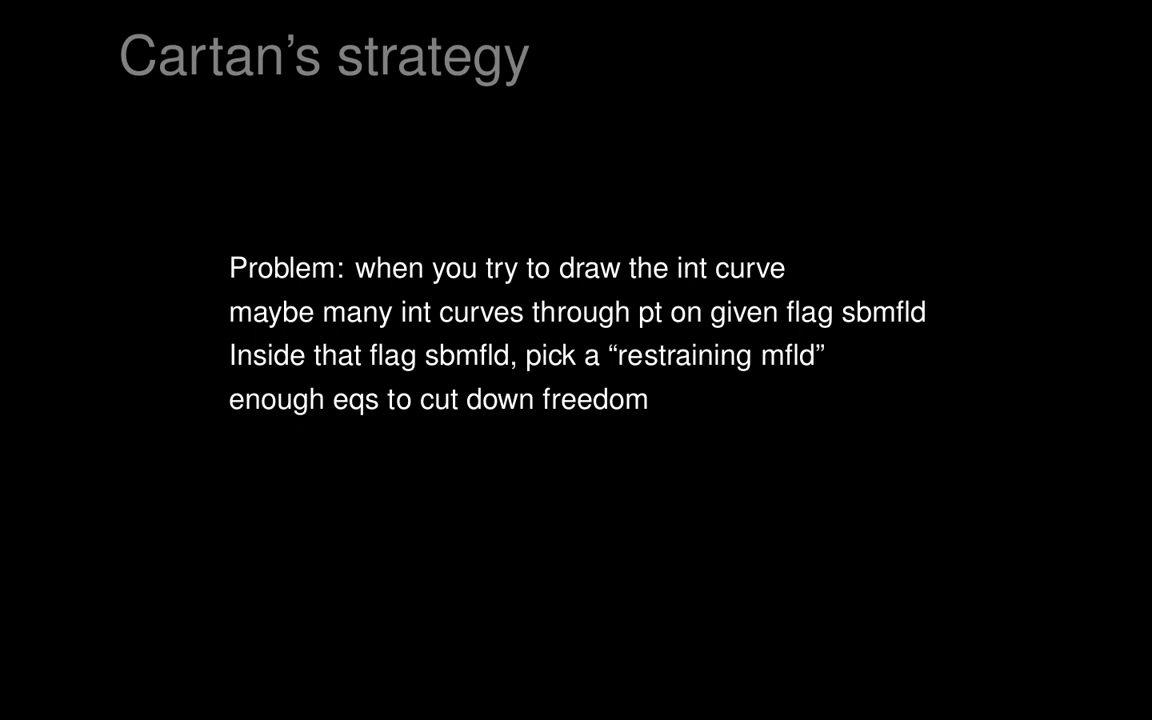 Cartan’s strategy
Problem: when you try to draw the int curve
maybe many int curves through pt on given flag sbmfld
Inside that flag sbmfld, pick a “restraining mfld”
enough eqs to cut down freedom